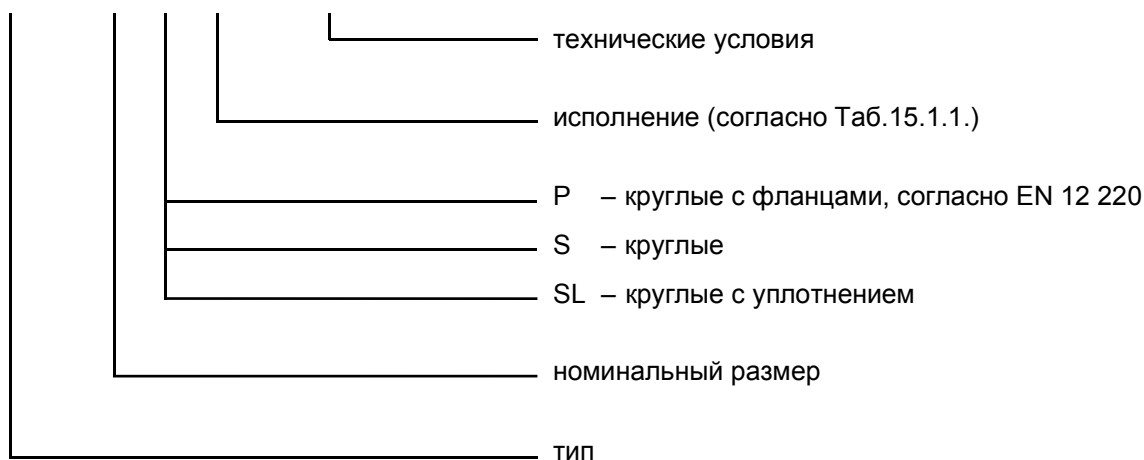 технические условия
исполнение (согласно Таб.15.1.1.)
P – круглые с фланцами, согласно EN 12 220
S – круглые
SL – круглые с уплотнением
номинальный размер
тип